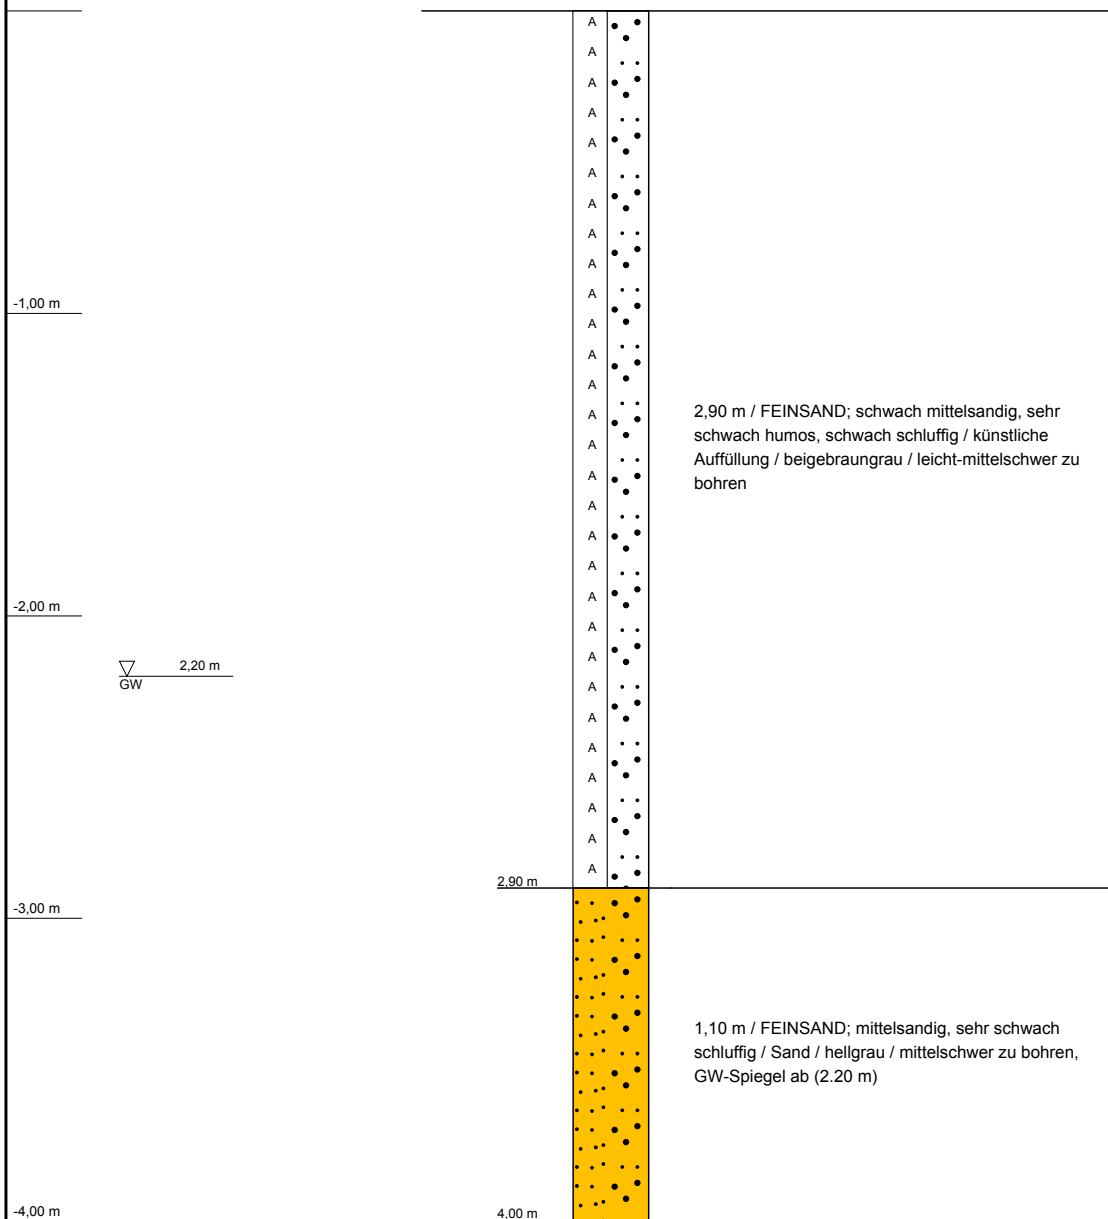 A
A
A
A
A
A
A
A
A
A
-1,00 m
A
A
A
2,90 m / FEINSAND; schwach mittelsandig, sehr
A
schwach humos, schwach schluffig / künstliche
A
Auffüllung / beigebraungrau / leicht-mittelschwer zu
A
bohren
A
A
A
A
-2,00 m
A
A
2,20 m
GW
A
A
A
A
A
A
A
2,90 m
-3,00 m
1,10 m / FEINSAND; mittelsandig, sehr schwach
schluffig / Sand / hellgrau / mittelschwer zu bohren,
GW-Spiegel ab (2.20 m)
-4,00 m
4,00 m